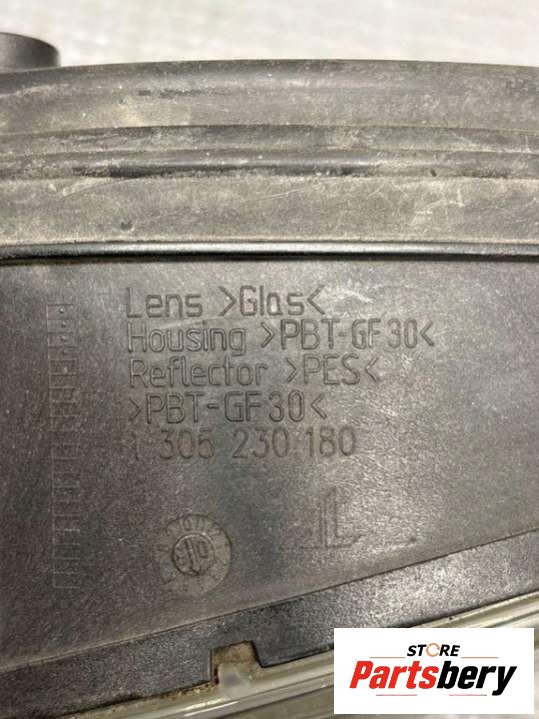 Lens >Glas<
Housing >PBT-GF30<
Reflector >PES<
>PBT-GF30<
1 305 230 180
STORE
Partsbery